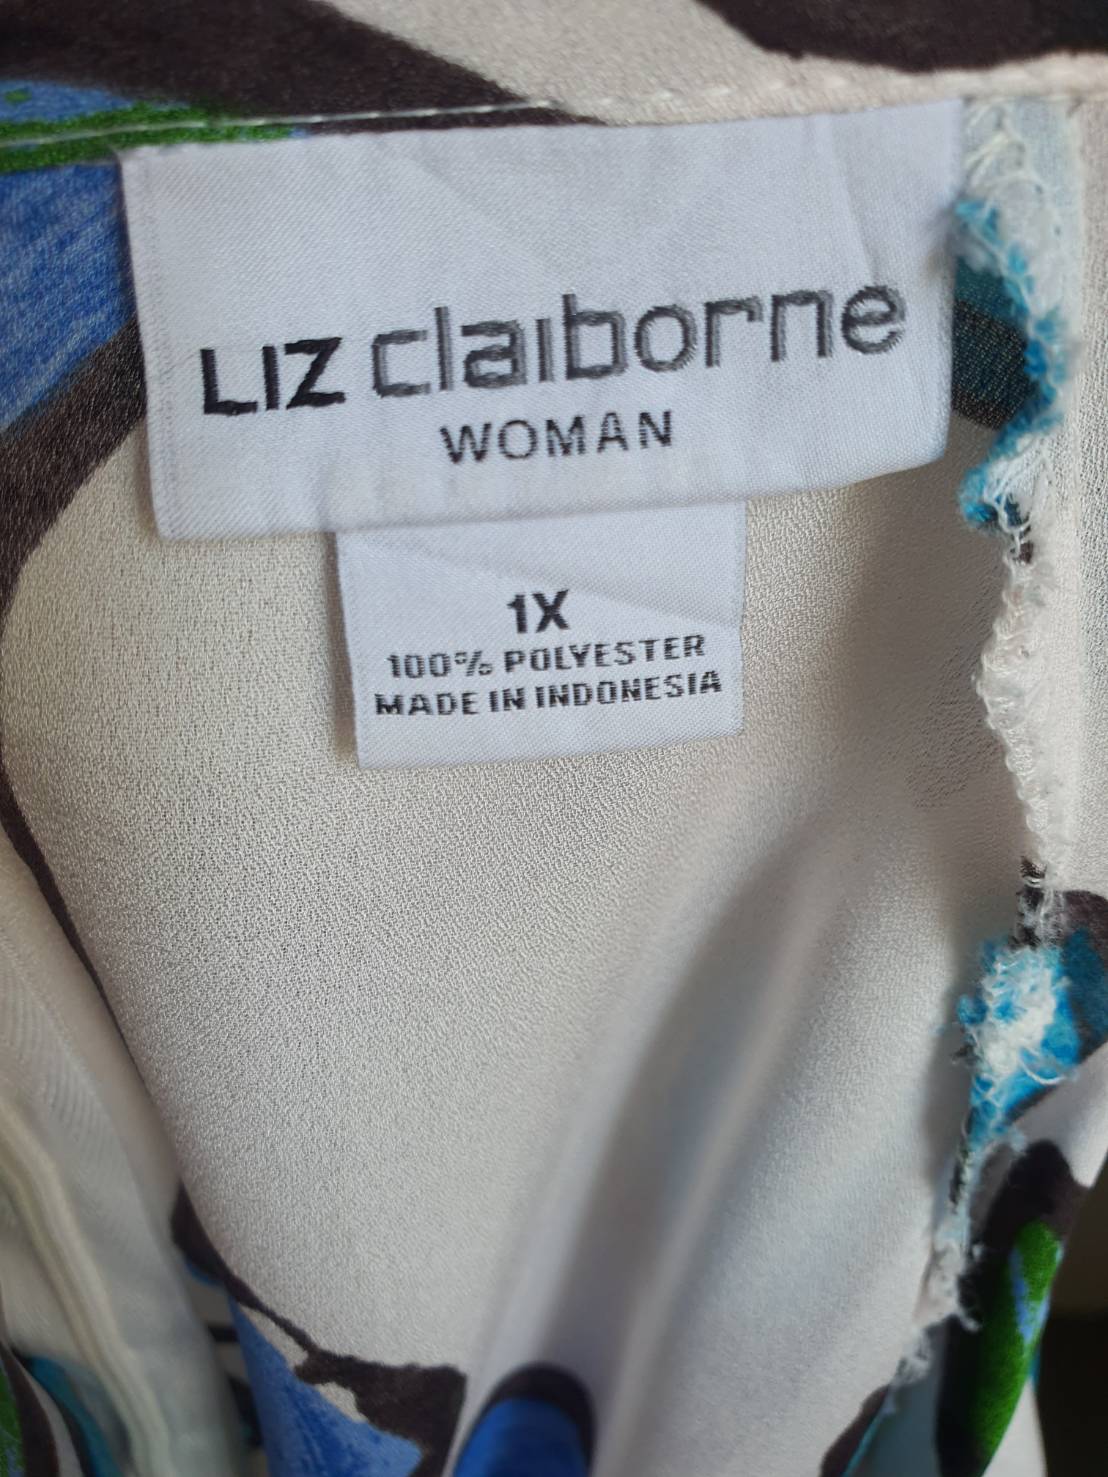 LIZ claiborne
WOMAN
1X
100% POLYESTER
MADE IN INDONESIA